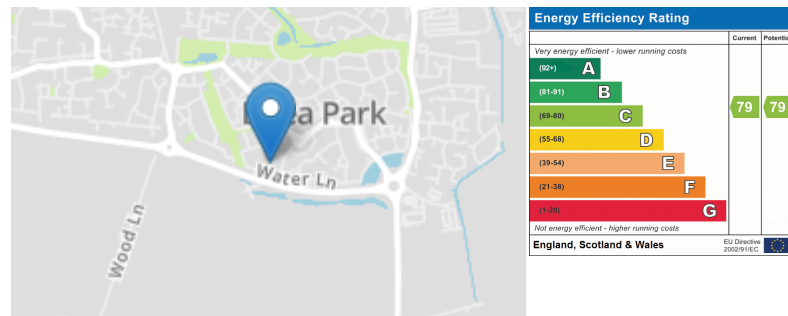 Park
Water Ln
Wood Ln
Energy Efficiency Rating
Current
Very energy efficient - lower running costs
(92+) A
(81-91) B
(69-80) C
79 79
(55-68) D
(39-54) E
(21-38) F
(1-20) G
Not energy efficient - higher running costs
England, Scotland & Wales
EU Directive
2002/91/EC